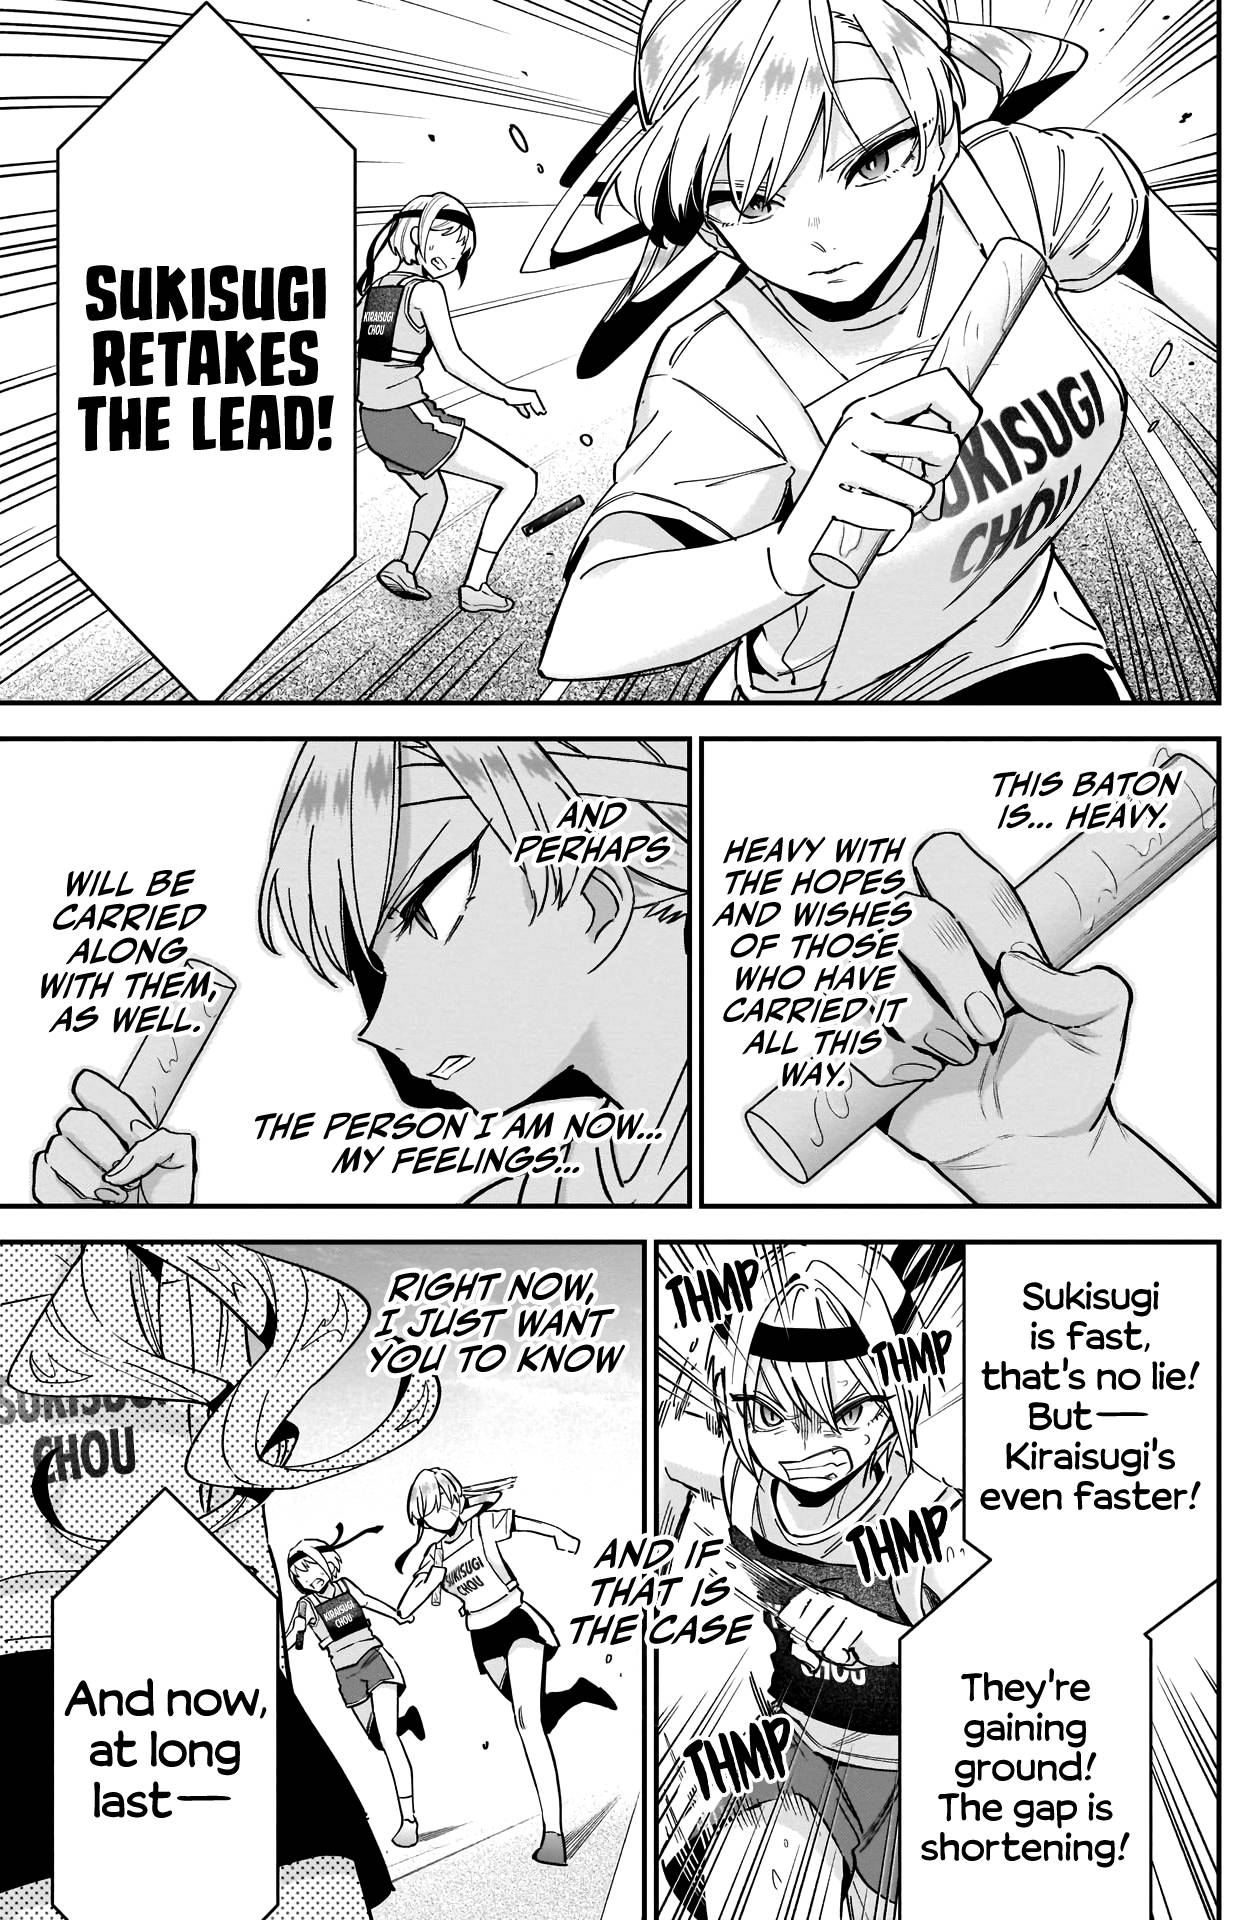 SUKISUGI
RETAKES
THE LEAD!
KIRAISUGI
CHOU
SUKISUGI
CHOU
THIS BATON
IS... HEAVY.
HEAVY WITH
THE HOPES
AND WISHES
OF THOSE
WHO HAVE
CARRIED IT
ALL THIS
WAY.
AND
PERHAPS
THE PERSON I AM NOW...
MY FEELINGS...
WILL BE
CARRIED
ALONG
WITH THEM,
AS WELL.
Sukisugi
is fast,
that's no lie!
But—
Kiraisugi's
even faster!
THMP
THMP
THMP
THMP
CHOU
They're
gaining
ground!
The gap is
shortening!
AND IF
THAT IS
THE CASE
RIGHT NOW,
I JUST WANT
YOU TO KNOW
SUKISUGI
CHOU
SUKISUGI
CHOU
KIRAISUGI
CHOU
And now,
at long
last—